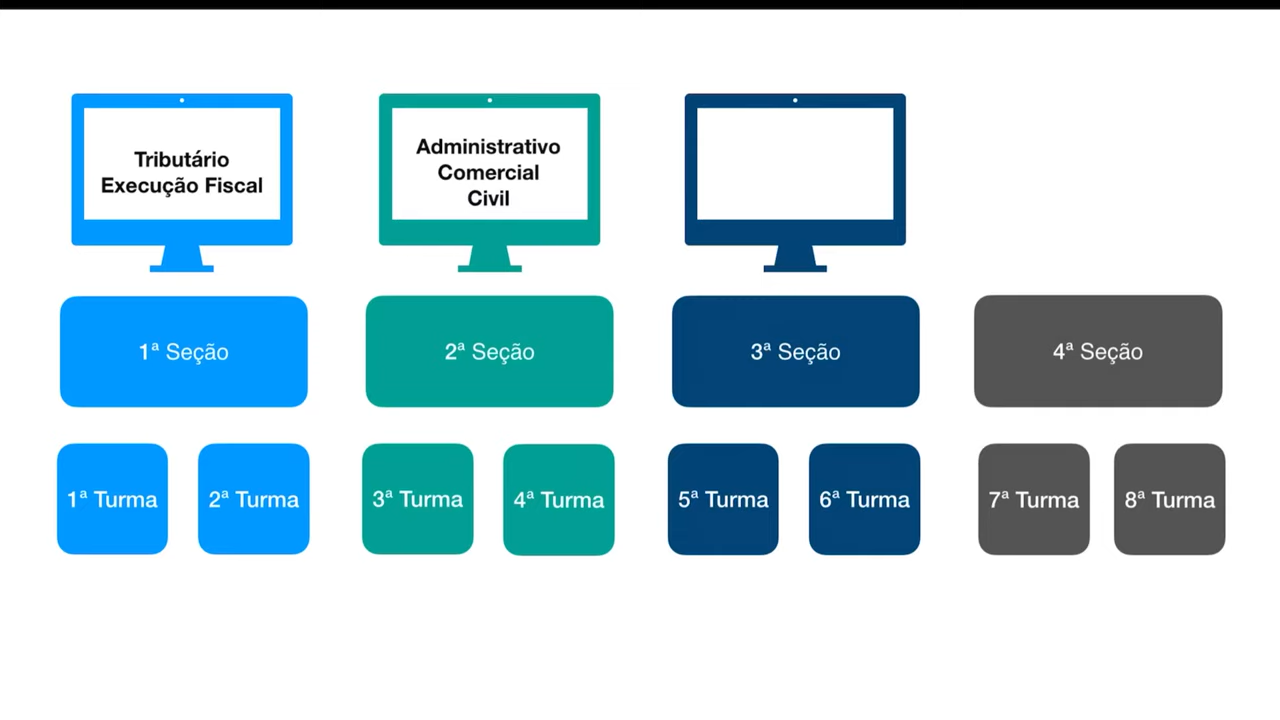 Tributário
Execução Fiscal
Administrativo
Comercial
Civil
1ª Seção
2ª Seção
3ª Seção
4ª Seção
1ª Turma
2ª Turma
3ª Turma
4ª Turma
5ª Turma
6ª Turma
7ª Turma
8ª Turma